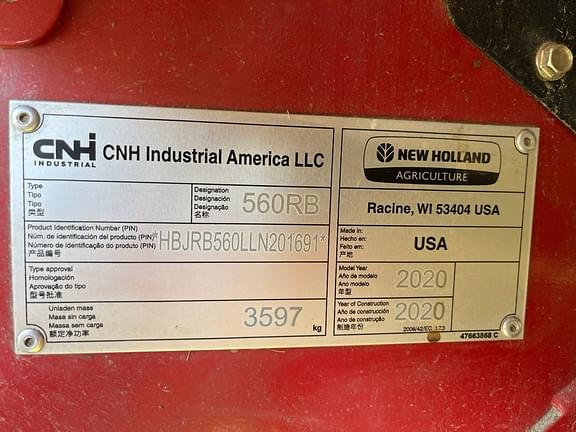 CNH INDUSTRIAL
CNH Industrial America LLC
Type
Tipo
Tipo
类型
Designation
Designación
Designação
名称
560RB
Product Identification Number (PIN)
Núm. de identificación del producto (PIN)
Número de identificação do produto (PIN)
产品编号
*HBJRB560LLN201691*
Type approval
Homologación
Aprovação do tipo
型号批准
Unladen mass
Masa sin carga
Massa sem carga
额定净功率
3597
kg
NEW HOLLAND
AGRICULTURE
Racine, WI 53404 USA
Made in:
Hecho en:
Feito em:
产地
USA
Model Year
Año de modelo
Ano modelo
年型
2020
Year of Construction
Año de construcción
Ano de construção
制造年份
2020
2006/42/EC 1.7.3
47663868 C